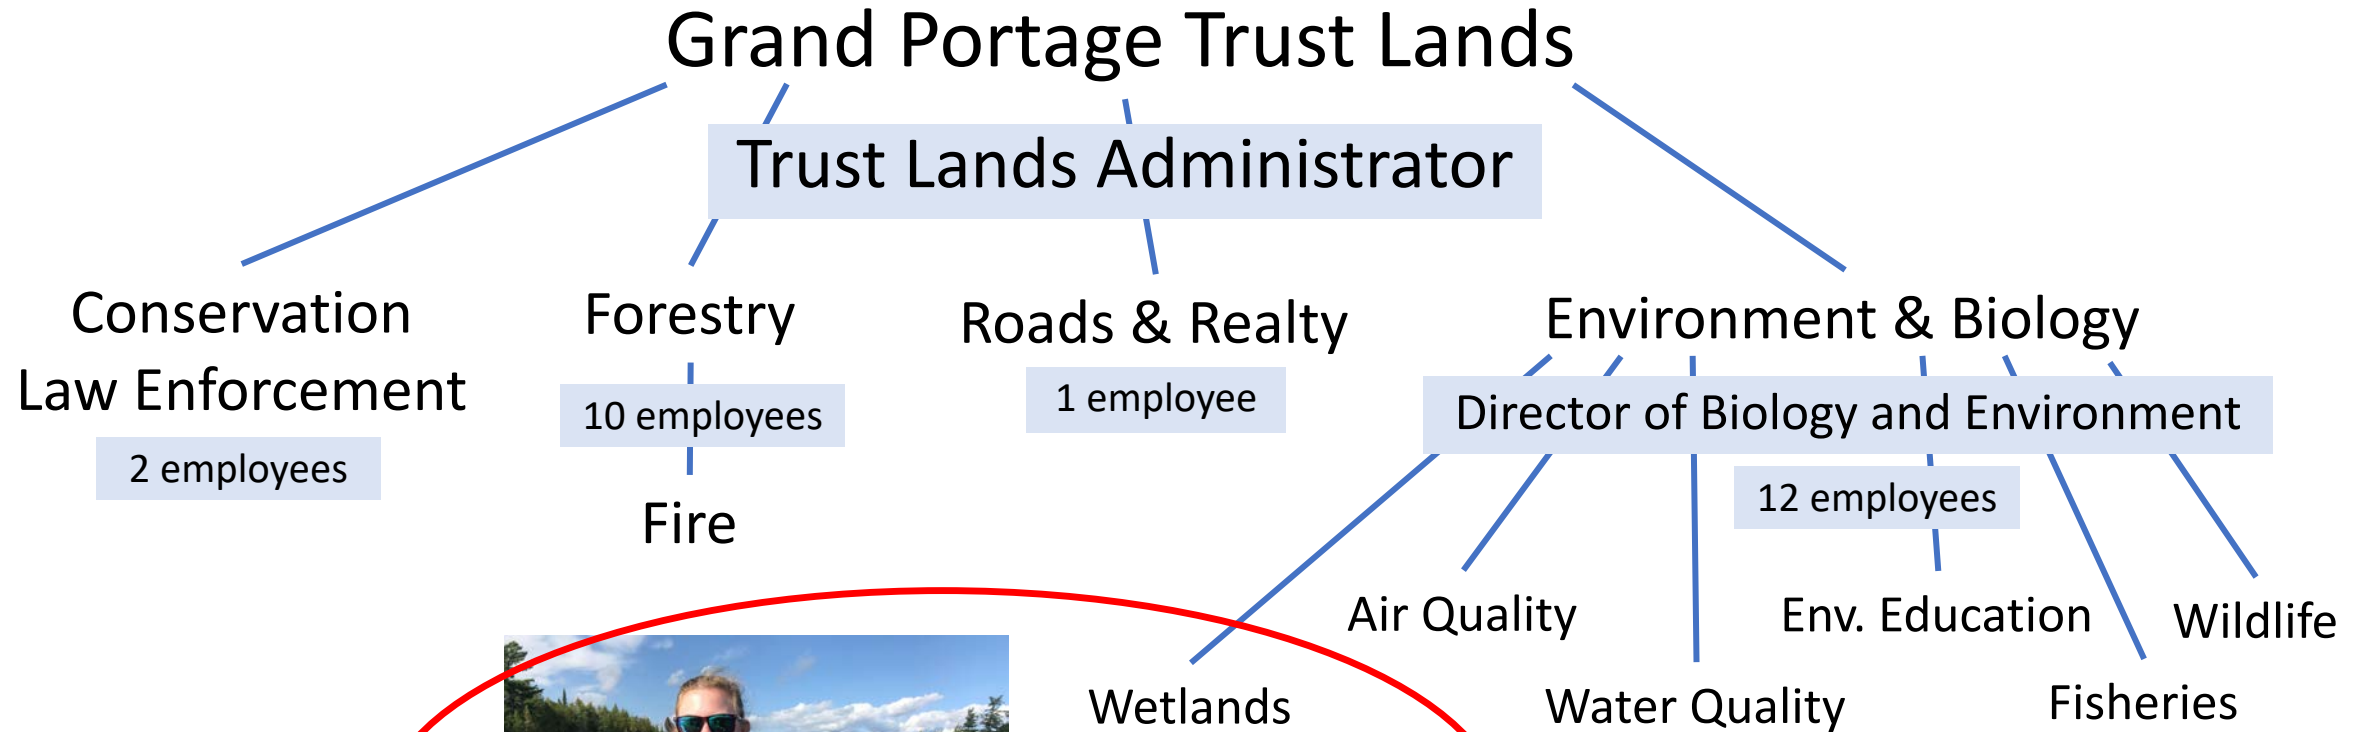 Grand Portage Trust Lands
Trust Lands Administrator
Conservation
Law Enforcement
2 employees
Forestry
10 employees
Fire
Roads & Realty
1 employee
Environment & Biology
Director of Biology and Environment
12 employees
Air Quality
Env. Education
Wildlife
Wetlands
Water Quality
Fisheries